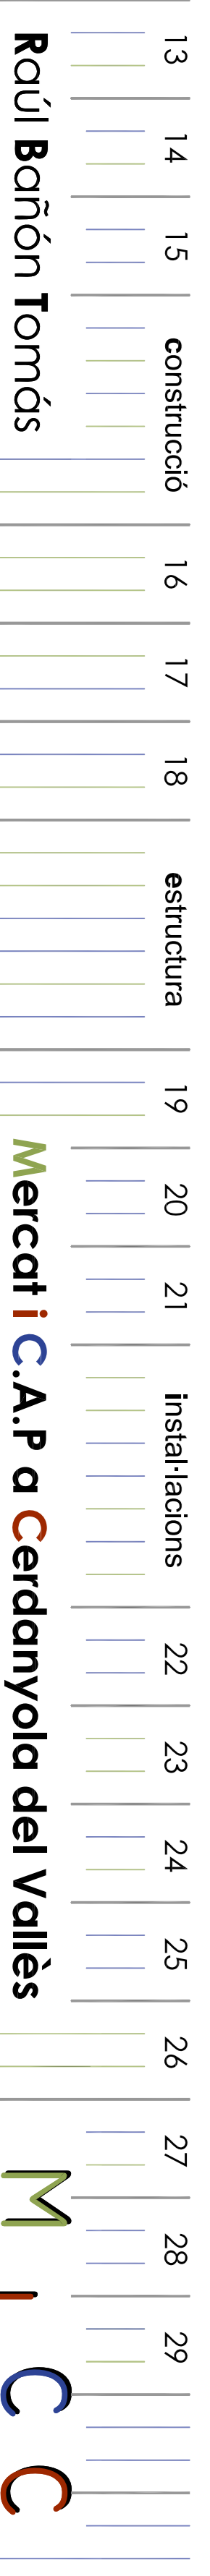 13
14
15
construcció
16
17
18
estructura
19
20
21
instal·lacions
22
23
24
25
26
27
28
29
Raúl Bañón Tomás
Mercat i C.A.P a Cerdanyola del Vallès
M i C C